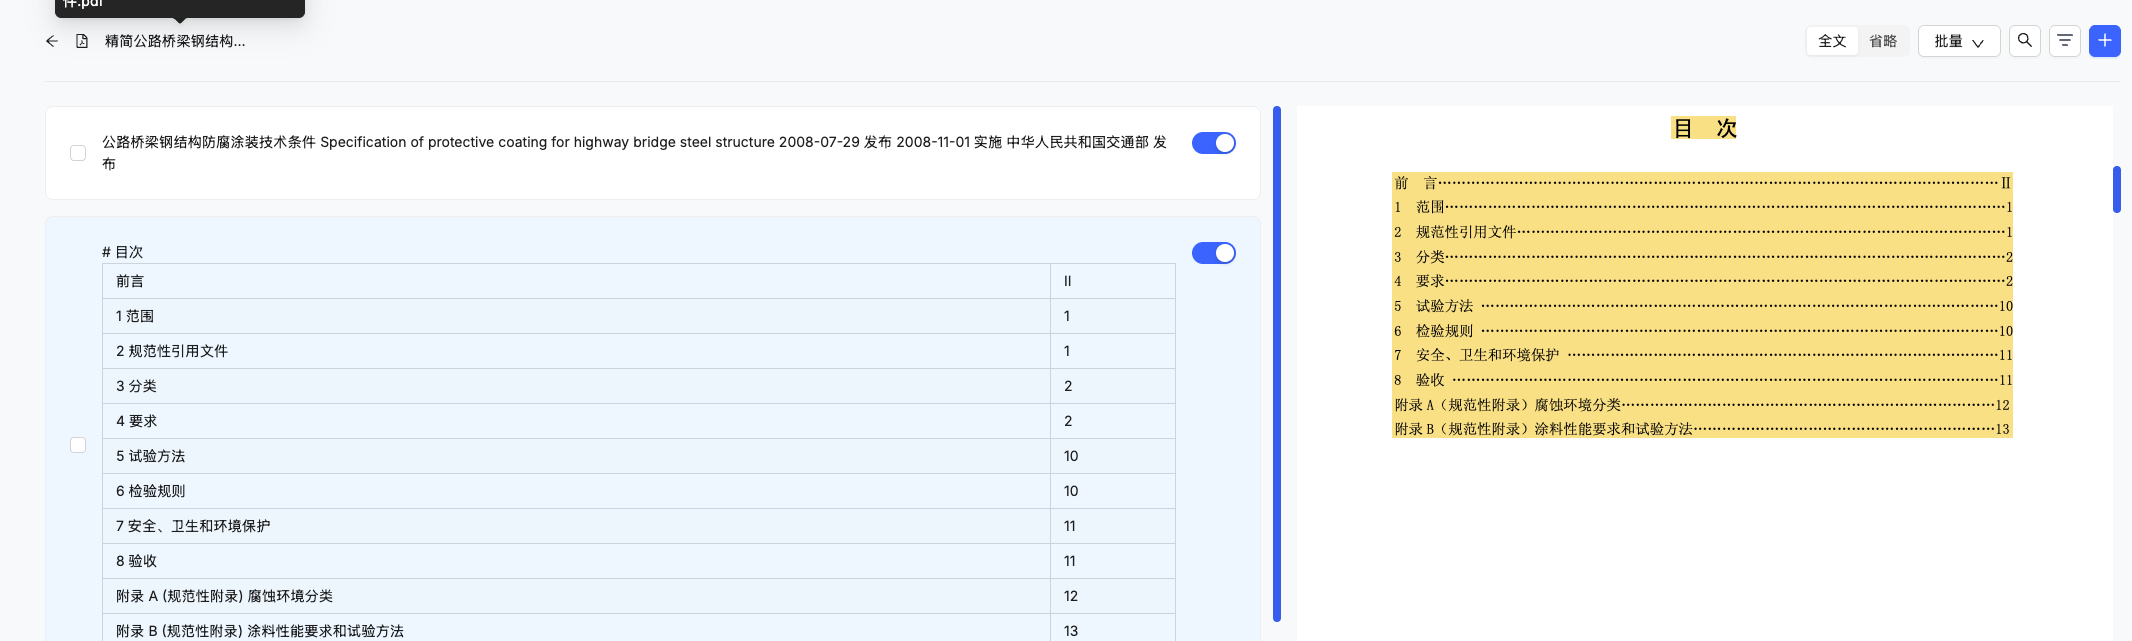 件.pdf
精简公路桥梁钢结构...
全文 省略 批量
公路桥梁钢结构防腐涂装技术条件 Specification of protective coating for highway bridge steel structure 2008-07-29 发布 2008-11-01 实施 中华人民共和国交通部 发
布
# 目次
前言 II
1 范围 1
2 规范性引用文件 1
3 分类 2
4 要求 2
5 试验方法 10
6 检验规则 10
7 安全、卫生和环境保护 11
8 验收 11
附录 A (规范性附录) 腐蚀环境分类 12
附录 B (规范性附录) 涂料性能要求和试验方法 13
目 次
前 言……………………………………………………………………II
1 范围……………………………………………………………………1
2 规范性引用文件……………………………………………………………1
3 分类……………………………………………………………………2
4 要求……………………………………………………………………2
5 试验方法 ……………………………………………………………………10
6 检验规则 ……………………………………………………………………10
7 安全、卫生和环境保护 ……………………………………………………………11
8 验收 ……………………………………………………………………11
附录 A（规范性附录）腐蚀环境分类……………………………………………………12
附录 B（规范性附录）涂料性能要求和试验方法…………………………………………13